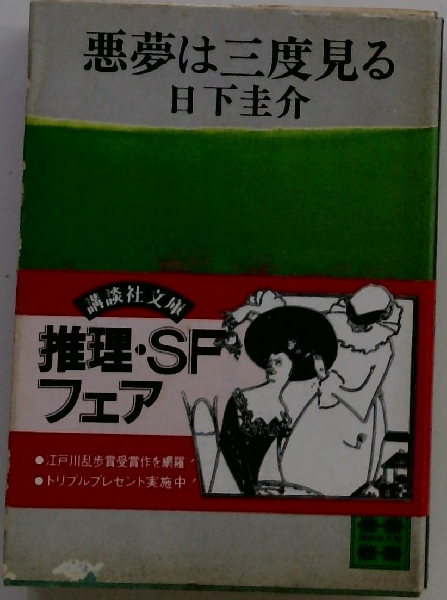 悪夢は三度見る
日下圭介
講談社文庫
推理・SF
フェア
●江戸川乱歩賞受賞作を網羅！
●トリプルプレゼント実施中！